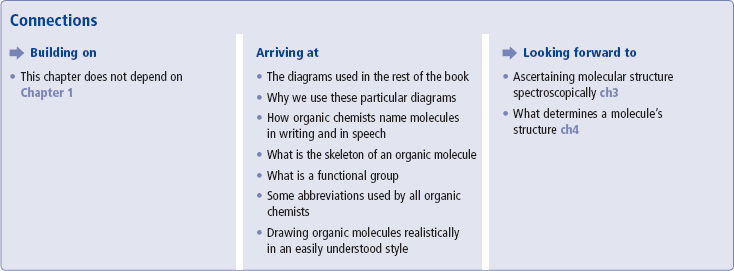 Connections
Building on
This chapter does not depend on
Chapter 1
Arriving at
The diagrams used in the rest of the book
Why we use these particular diagrams
How organic chemists name molecules
in writing and in speech
What is the skeleton of an organic molecule
What is a functional group
Some abbreviations used by all organic
chemists
Drawing organic molecules realistically
in an easily understood style
Looking forward to
Ascertaining molecular structure
spectroscopically ch3
What determines a molecule's
structure ch4